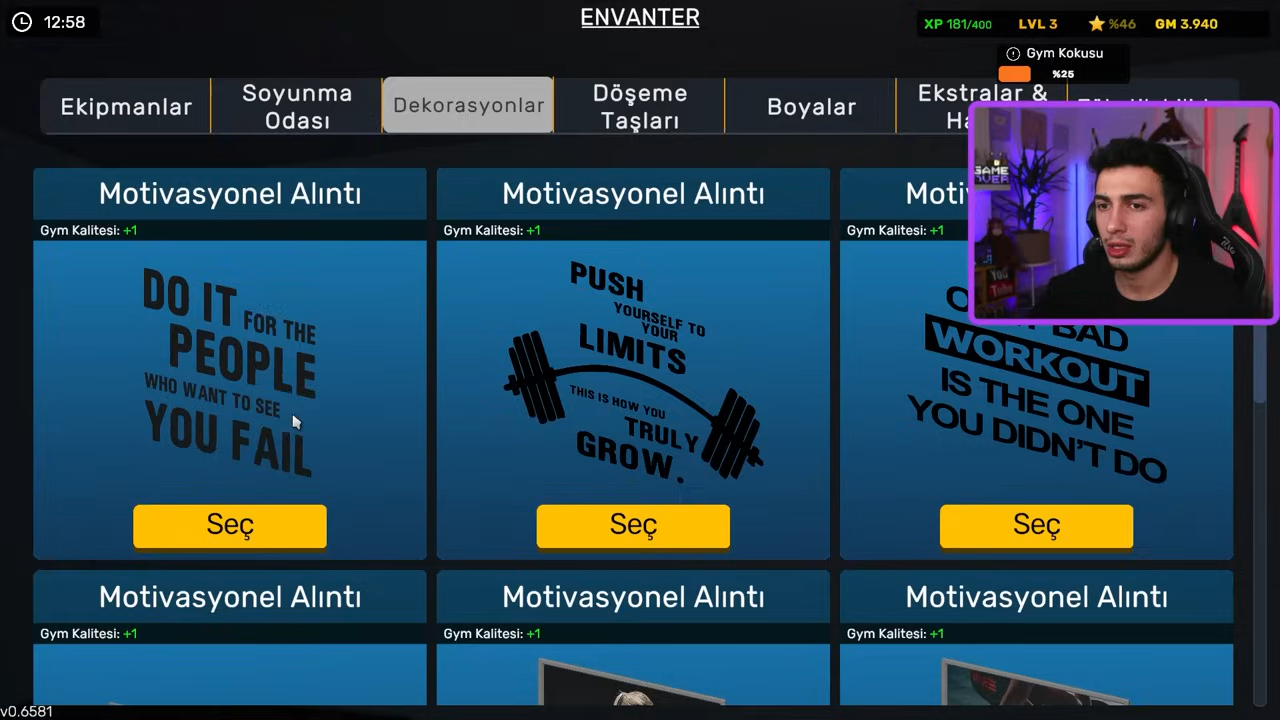 12:58
ENVANTER
XP 181/400 LVL 3 %46 GM 3.940
Gym Kokusu
%25
Ekipmanlar
Soyunma
Odası
Dekorasyonlar
Döşeme
Taşları
Boyalar
Ekstralar &
Motivasyonel Alıntı
Gym Kalitesi: +1
DO IT FOR THE
PEOPLE
WHO WANT TO SEE
YOU FAIL
Seç
Motivasyonel Alıntı
Gym Kalitesi: +1
PUSH
YOURSELF TO
YOUR
LIMITS
THIS IS HOW YOU
TRULY
GROW.
Seç
Gym Kalitesi: +1
BAD
WORKOUT
IS THE ONE
YOU DIDN'T DO
Seç
Motivasyonel Alıntı
Gym Kalitesi: +1
Motivasyonel Alıntı
Gym Kalitesi: +1
Motivasyonel Alıntı
Gym Kalitesi: +1
GAME
OVER
You
v0.6581